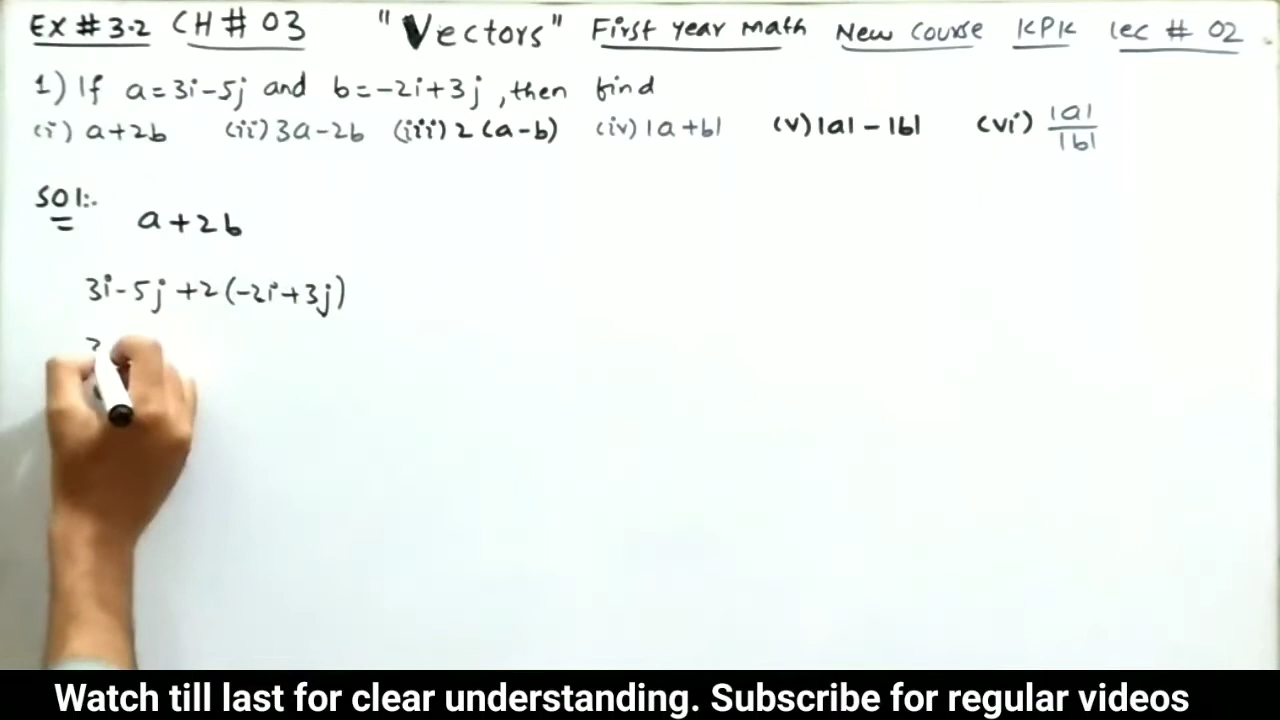 EX # 3.2 CH # 03 "Vectors" First year math New Course KPK lec # 02
1) If a = 3i - 5j and b = -2i + 3j, then find
(i) a + 2b (ii) 3a - 2b (iii) 2 (a - b) (iv) |a + b| (v) |a| - |b| (vi) |a| / |b|
Sol:.
a + 2b
3i - 5j + 2 (-2i + 3j)
Watch till last for clear understanding. Subscribe for regular videos